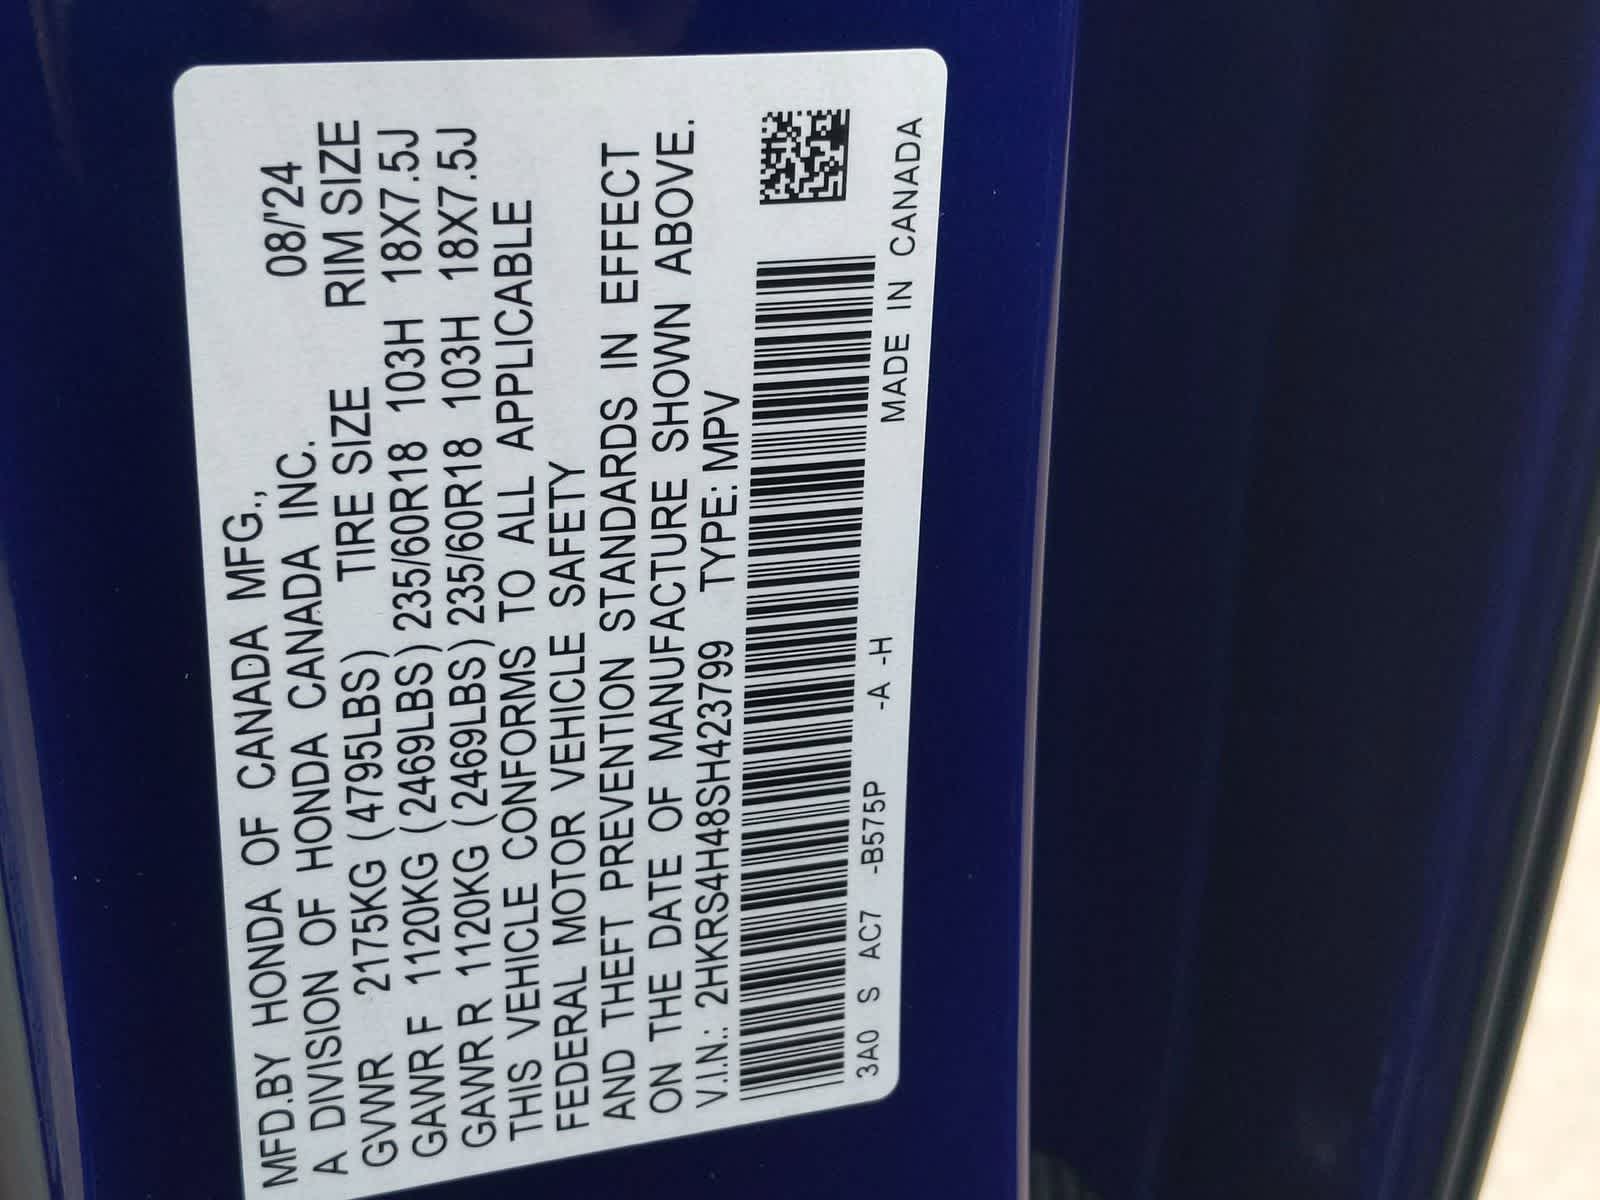 MFD.BY HONDA OF CANADA MFG., 08/'24
A DIVISION OF HONDA CANADA INC.
TIRE SIZE RIM SIZE
GVWR 2175KG (4795LBS)
GAWR F 1120KG (2469LBS) 235/60R18 103H 18X7.5J
GAWR R 1120KG (2469LBS) 235/60R18 103H 18X7.5J
THIS VEHICLE CONFORMS TO ALL APPLICABLE
FEDERAL MOTOR VEHICLE SAFETY
AND THEFT PREVENTION STANDARDS IN EFFECT
ON THE DATE OF MANUFACTURE SHOWN ABOVE.
V.I.N.: 2HKRS4H48SH423799 TYPE: MPV
3A0 S AC7 -B575P -A -H
MADE IN CANADA